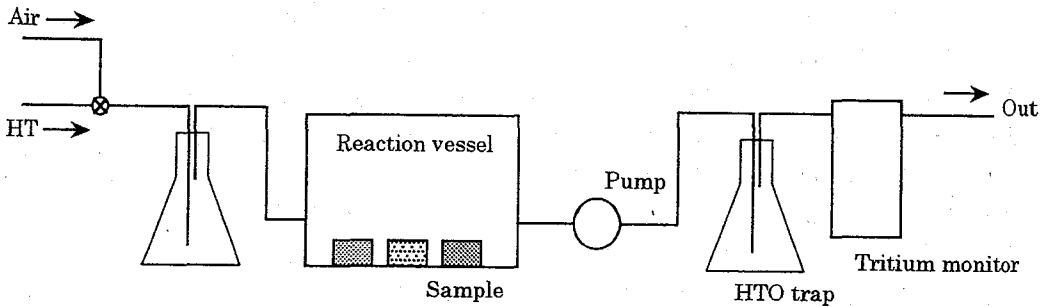 Air
HT
Reaction vessel
Sample
Pump
HTO trap
Tritium monitor
Out